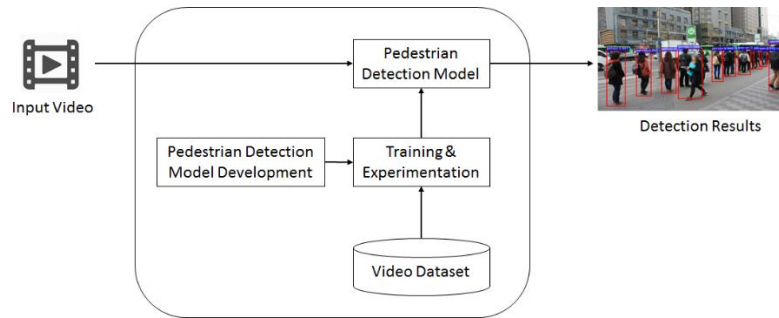 Input Video
Pedestrian
Detection Model
Detection Results
Pedestrian Detection
Model Development
Training &
Experimentation
Video Dataset